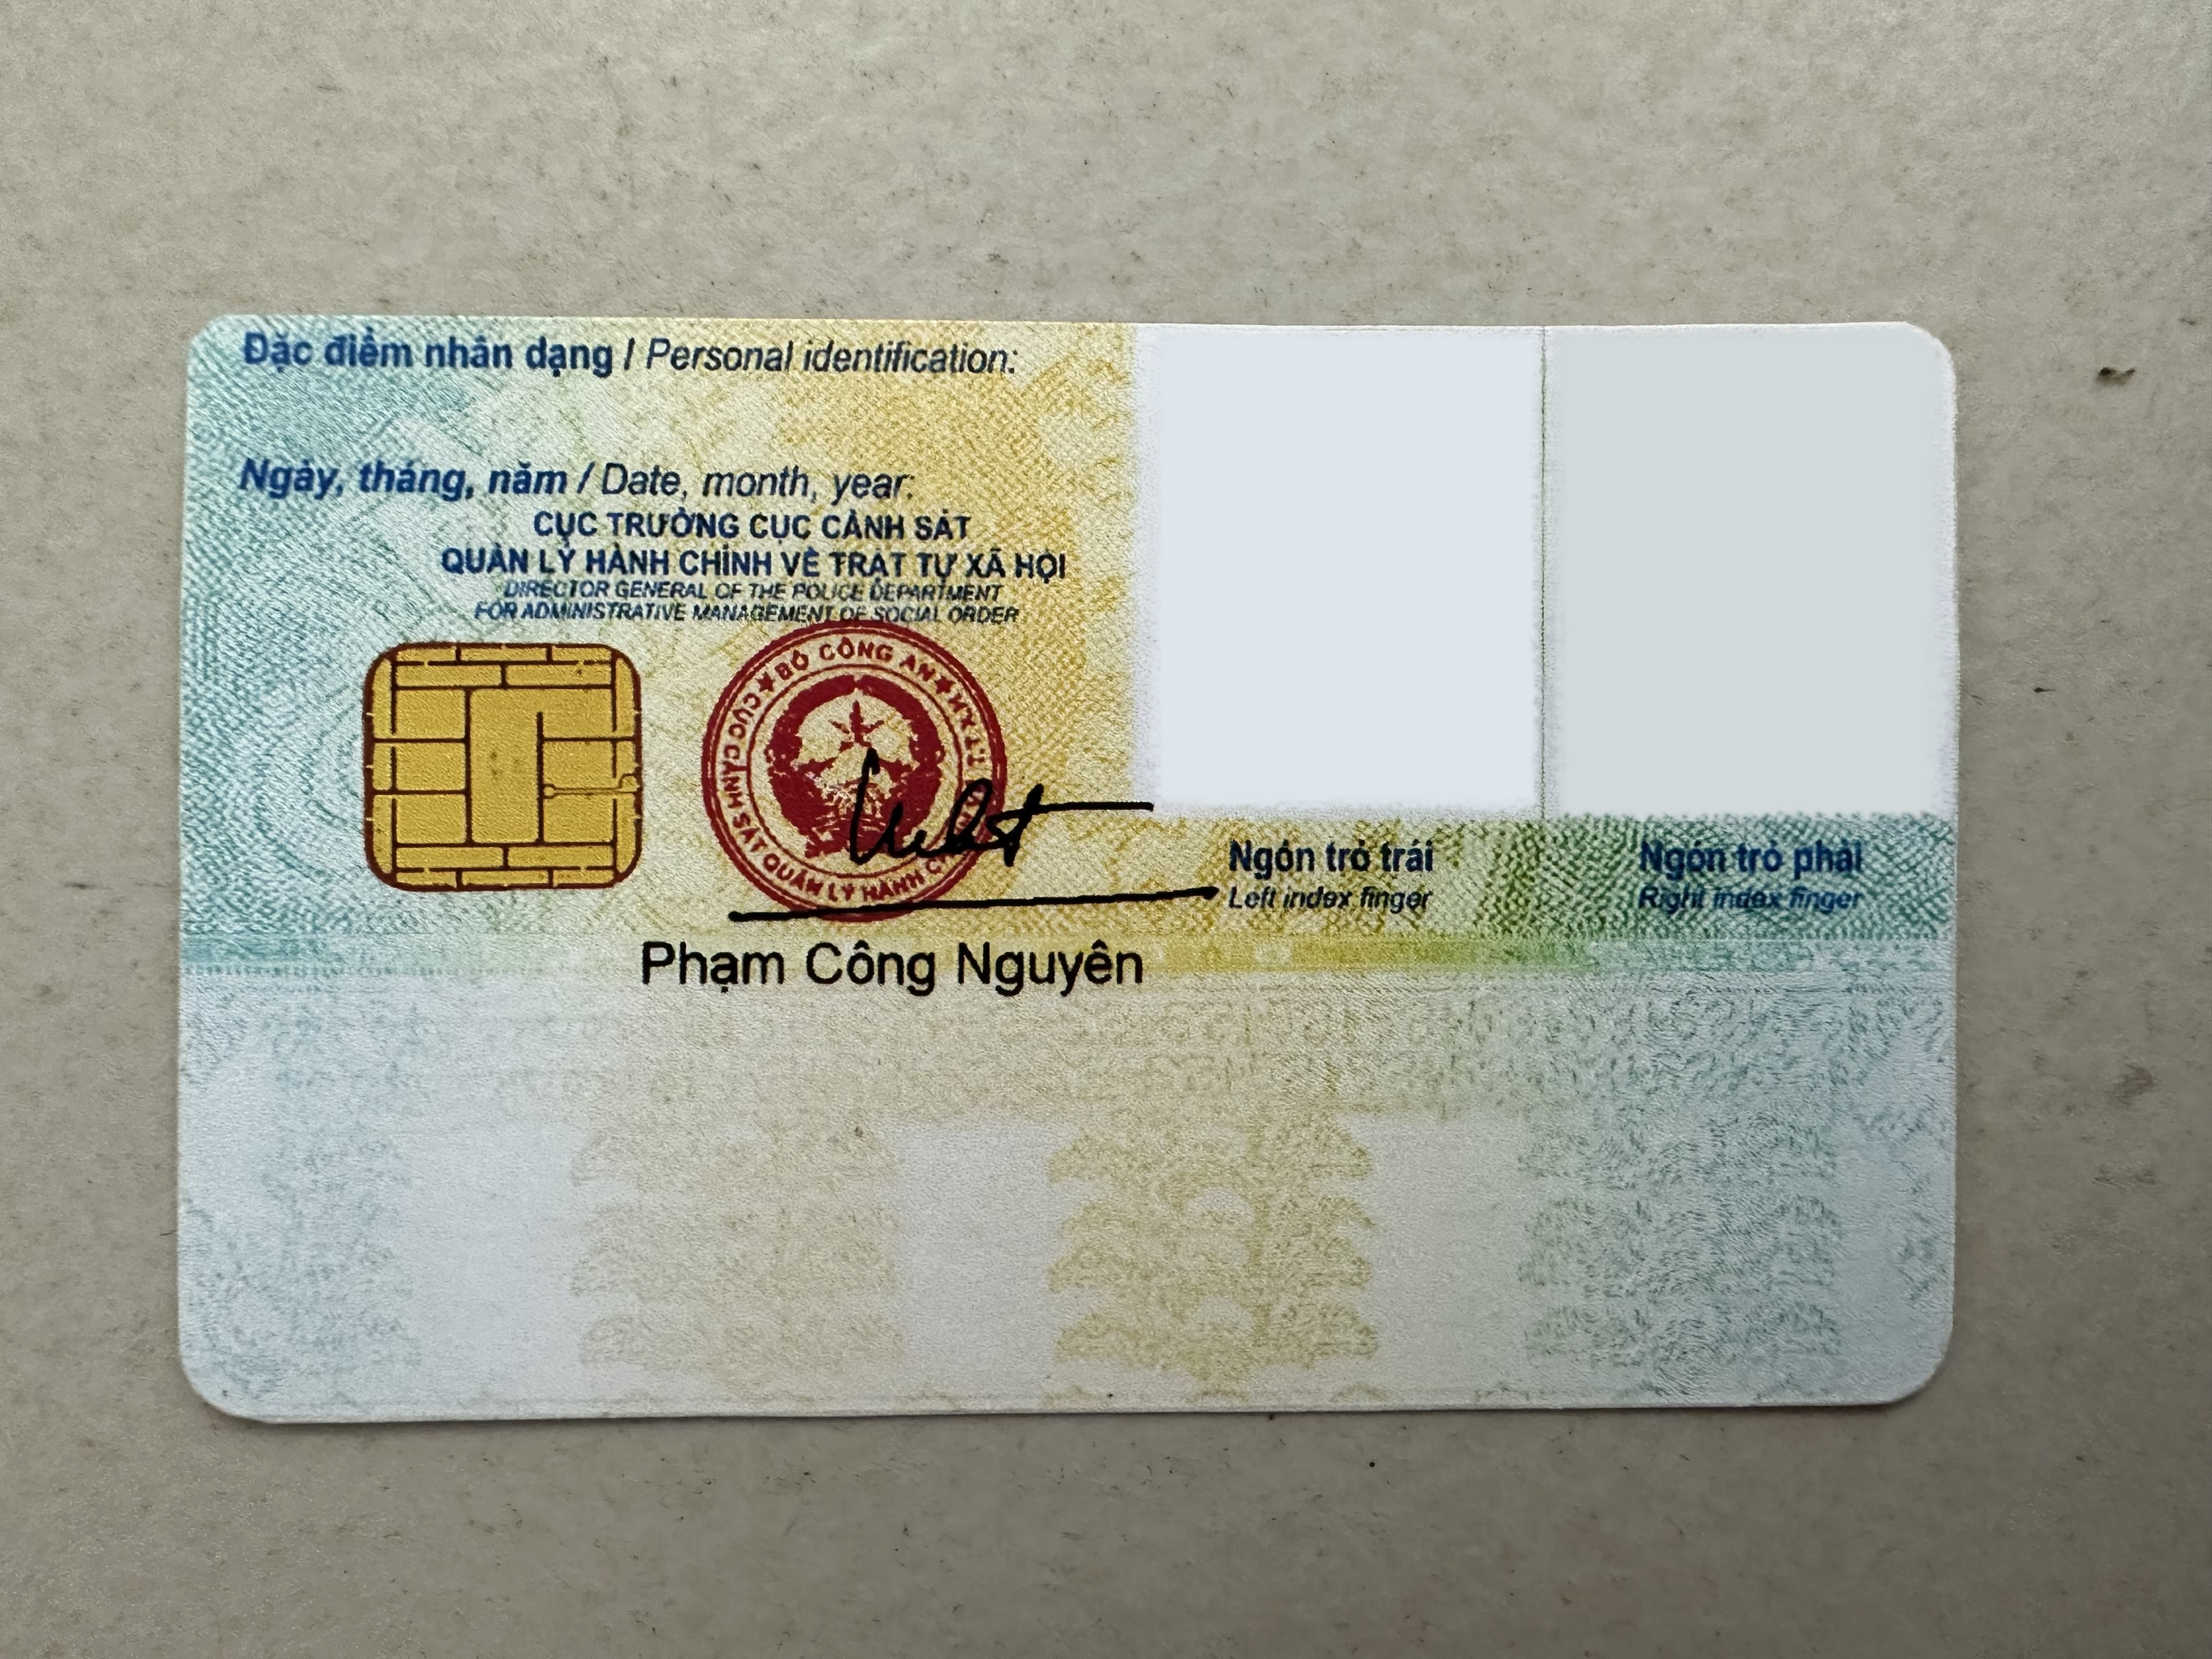 Đặc điểm nhân dạng / Personal identification:
Ngày, tháng, năm / Date, month, year:
CỤC TRƯỞNG CỤC CẢNH SÁT
QUẢN LÝ HÀNH CHÍNH VỀ TRẬT TỰ XÃ HỘI
DIRECTOR GENERAL OF THE POLICE DEPARTMENT
FOR ADMINISTRATIVE MANAGEMENT OF SOCIAL ORDER
BỘ CÔNG AN
CỤC CẢNH SÁT QUẢN LÝ HÀNH
Ngón trỏ trái
Left index finger
Ngón trỏ phải
Right index finger
Phạm Công Nguyên